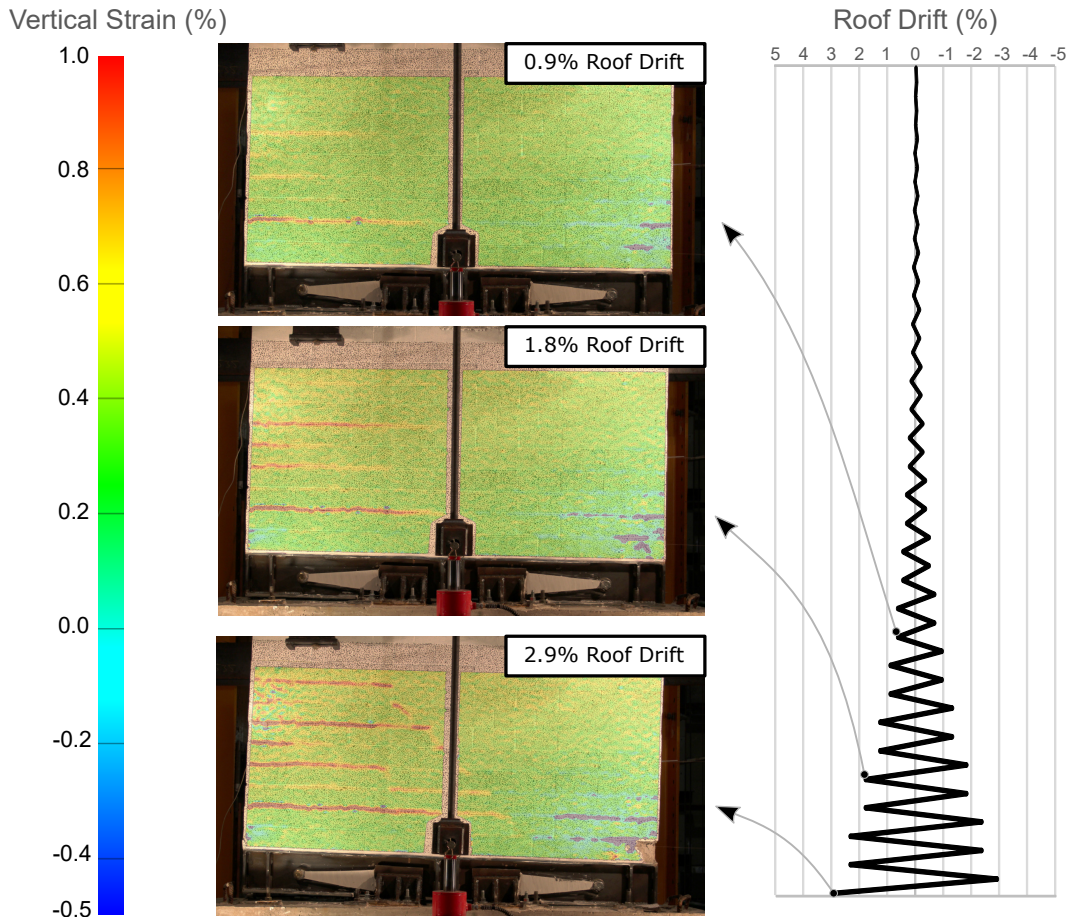 Vertical Strain (%)
1.0
0.8
0.6
0.4
0.2
0.0
-0.2
-0.4
-0.5
0.9% Roof Drift
1.8% Roof Drift
2.9% Roof Drift
Roof Drift (%)
5 4 3 2 1 0 -1 -2 -3 -4 -5